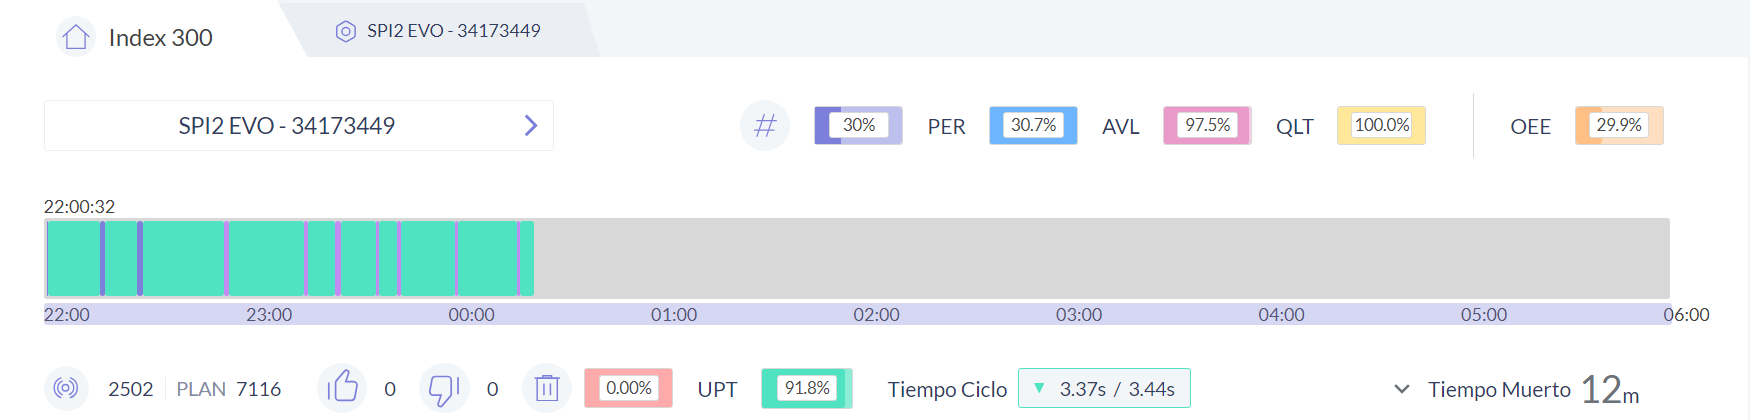 Index 300
SPI2 EVO - 34173449
SPI2 EVO - 34173449
30% PER 30.7% AVL 97.5% QLT 100.0% OEE 29.9%
22:00:32
22:00 23:00 00:00 01:00 02:00 03:00 04:00 05:00 06:00
2502 PLAN 7116 0 0 0.00% UPT 91.8% Tiempo Ciclo 3.37s / 3.44s Tiempo Muerto 12m